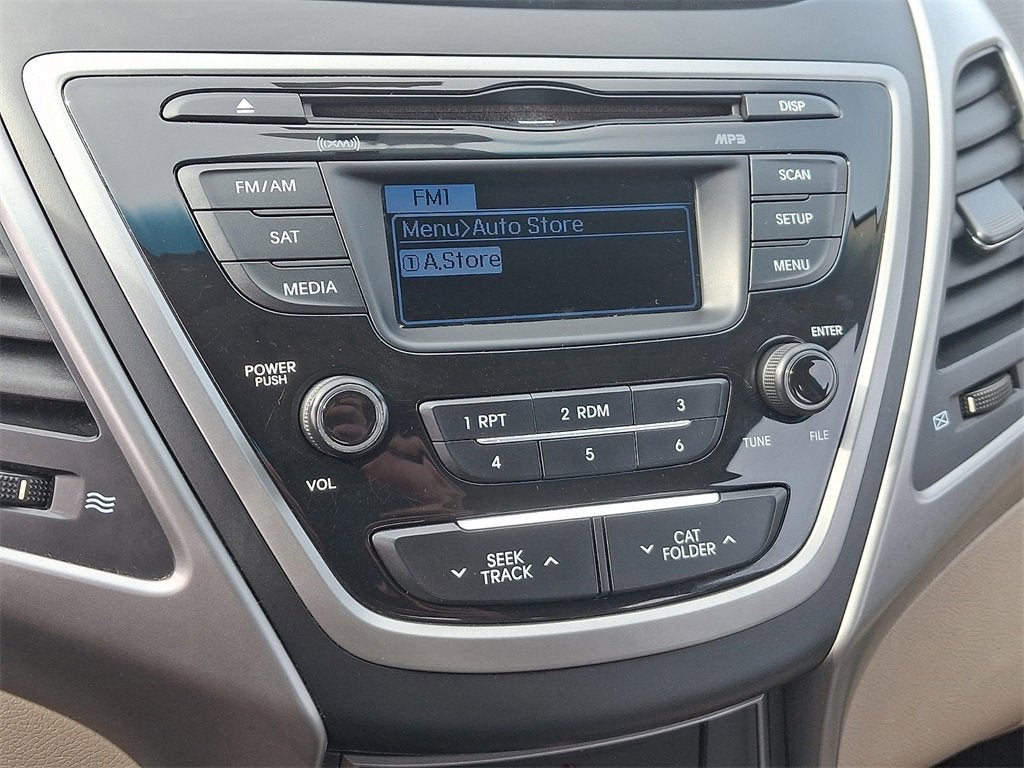 DISP
((XM))
MP3
FM/AM
SAT
MEDIA
FM1
Menu>Auto Store
1 A.Store
SCAN
SETUP
MENU
POWER
PUSH
VOL
1 RPT
2 RDM
3
4
5
6
ENTER
TUNE
FILE
SEEK
TRACK
CAT
FOLDER